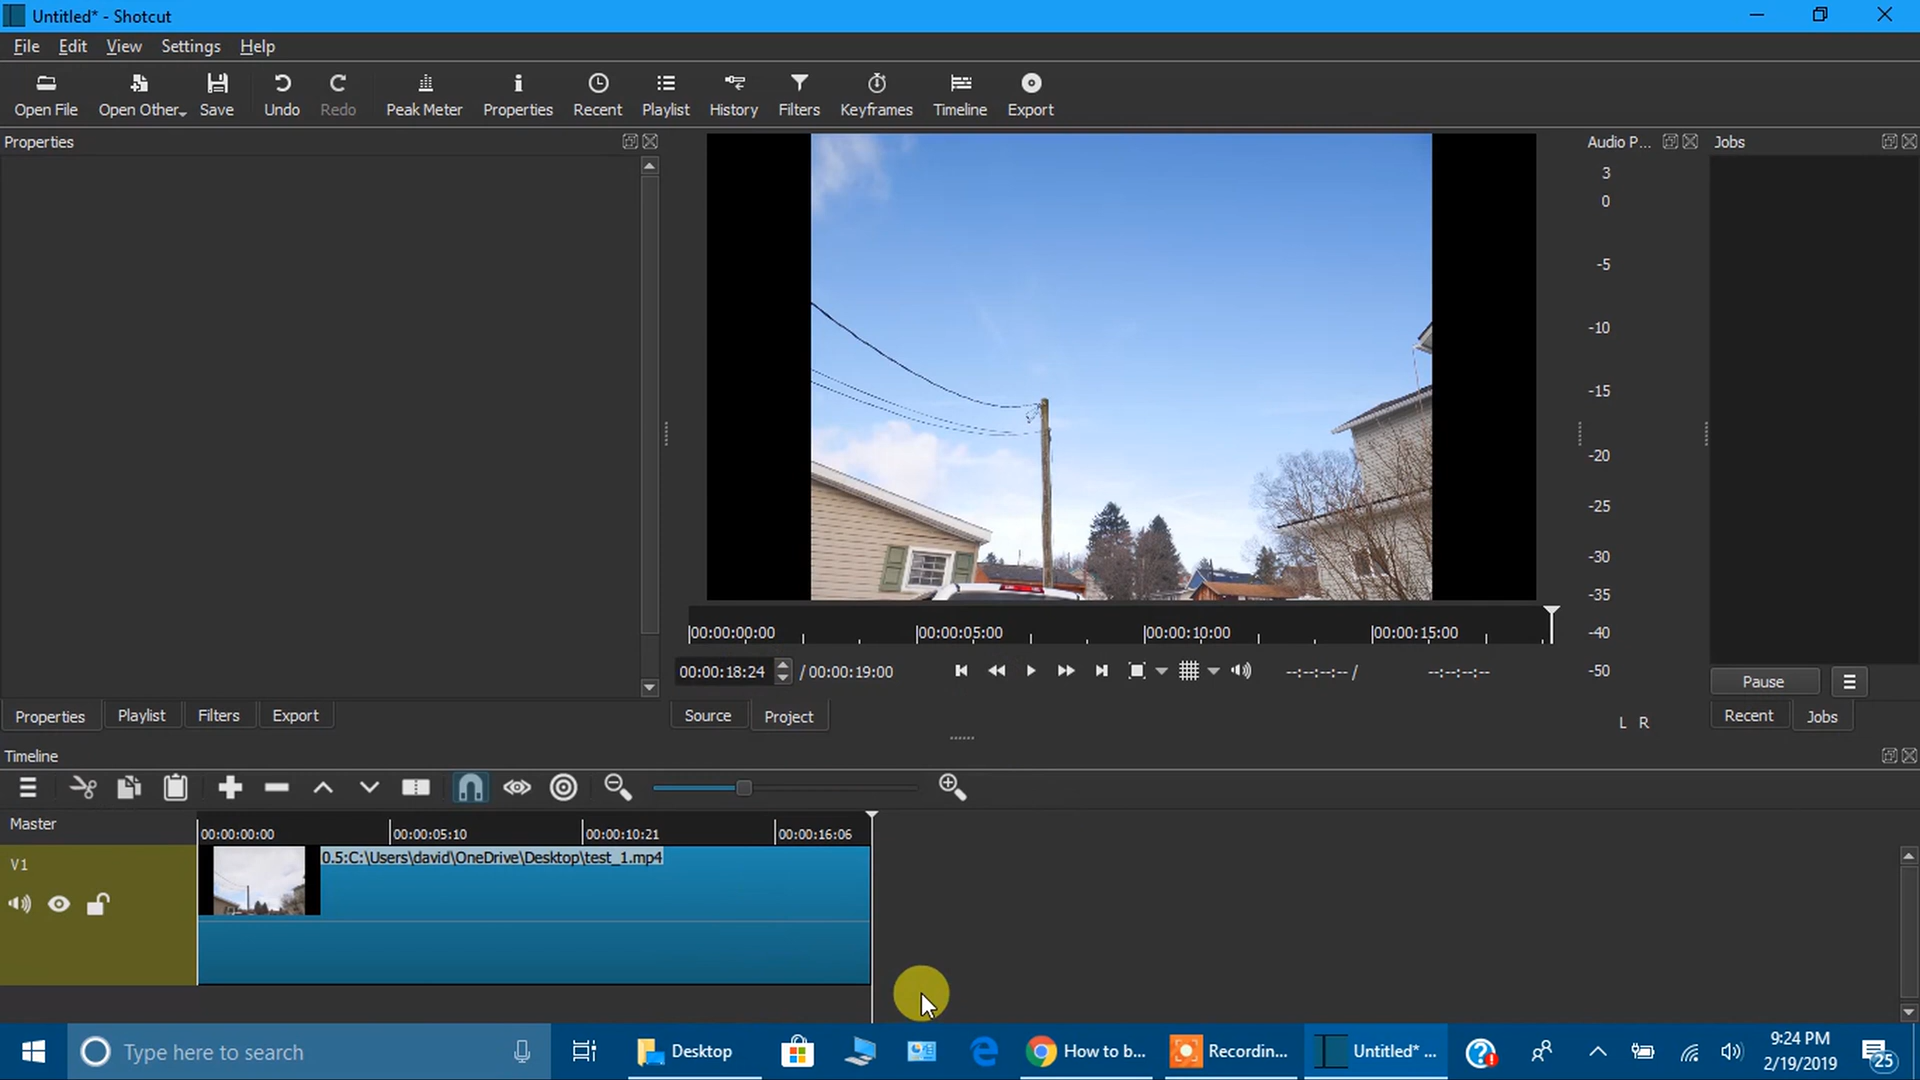 Untitled* - Shotcut
File Edit View Settings Help
Open File Open Other Save Undo Redo Peak Meter Properties Recent Playlist History Filters Keyframes Timeline Export
Properties
Audio P...
Jobs
3
0
-5
-10
-15
-20
-25
-30
-35
-40
-50
L R
00:00:00:00 00:00:05:00 00:00:10:00 00:00:15:00
00:00:18:24 / 00:00:19:00 --:--:--:-- / --:--:--:--
Pause
Properties Playlist Filters Export
Source Project
Recent Jobs
Timeline
Master
00:00:00:00 00:00:05:10 00:00:10:21 00:00:16:06
V1
0.5:C:\Users\david\OneDrive\Desktop\test_1.mp4
Type here to search
Desktop
How to b...
Recordin...
Untitled* ...
9:24 PM
2/19/2019
25